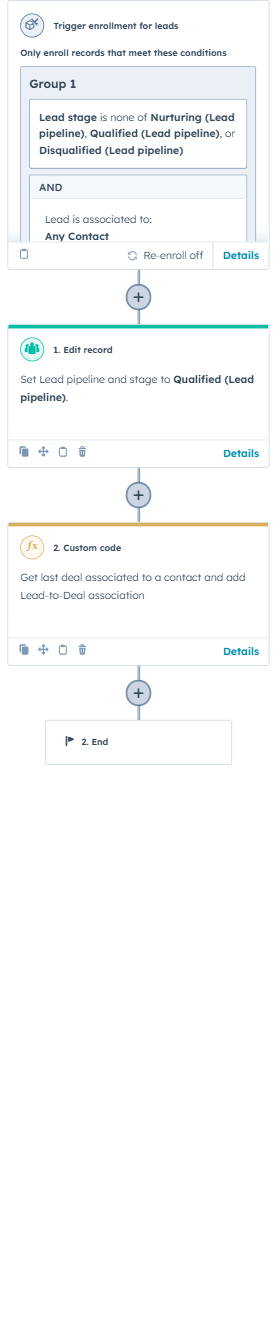 Trigger enrollment for leads
Only enroll records that meet these conditions
Group 1
Lead stage is none of Nurturing (Lead
pipeline), Qualified (Lead pipeline), or
Disqualified (Lead pipeline)
AND
Lead is associated to:
Any Contact
Re-enroll off
Details
1. Edit record
Set Lead pipeline and stage to Qualified (Lead
pipeline).
Details
fx
2. Custom code
Get last deal associated to a contact and add
Lead-to-Deal association
Details
2. End